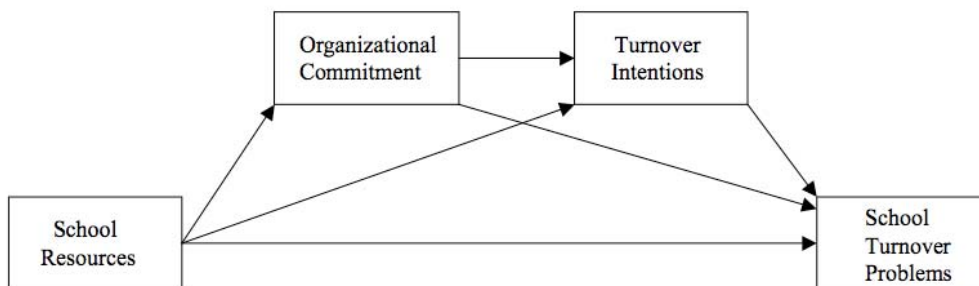 Organizational
Commitment
Turnover
Intentions
School
Resources
School
Turnover
Problems